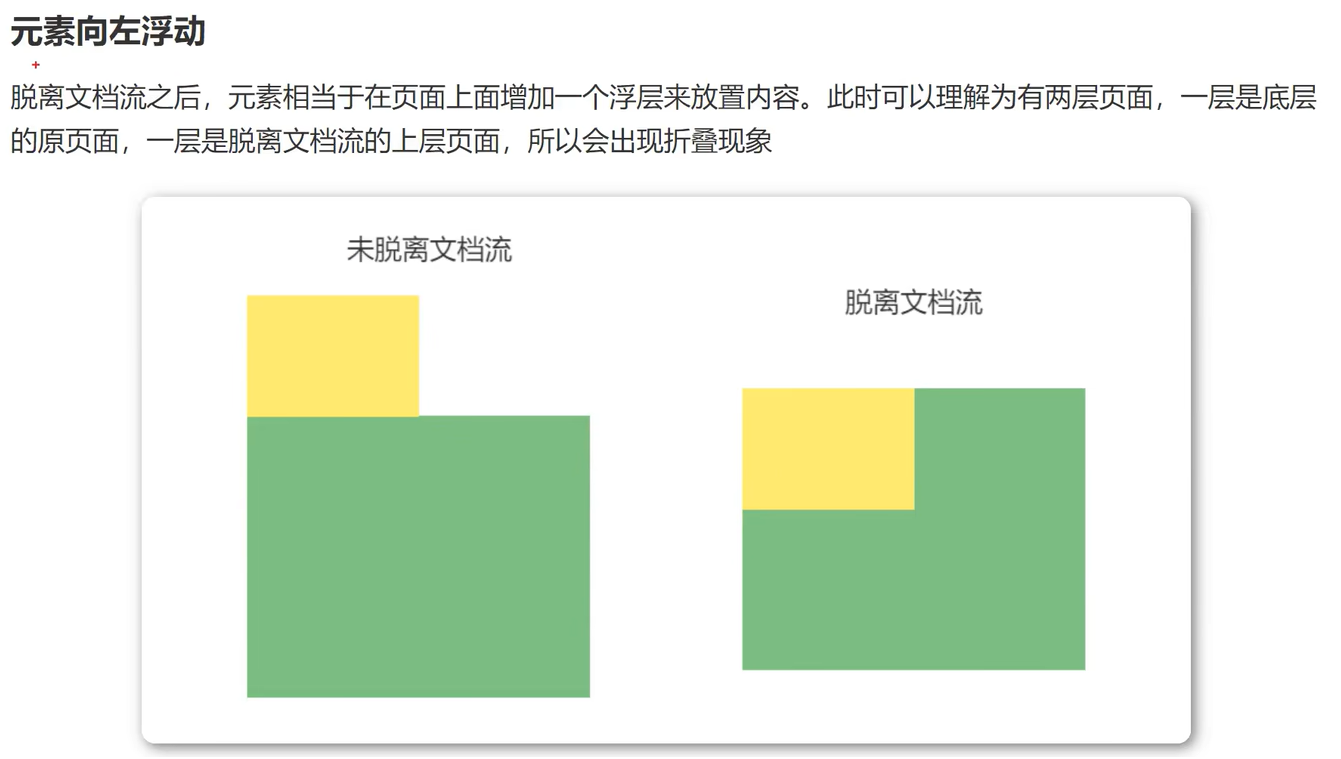 元素向左浮动
脱离文档流之后，元素相当于在页面上面增加一个浮层来放置内容。此时可以理解为有两层页面，一层是底层
的原页面，一层是脱离文档流的上层页面，所以会出现折叠现象
未脱离文档流
脱离文档流